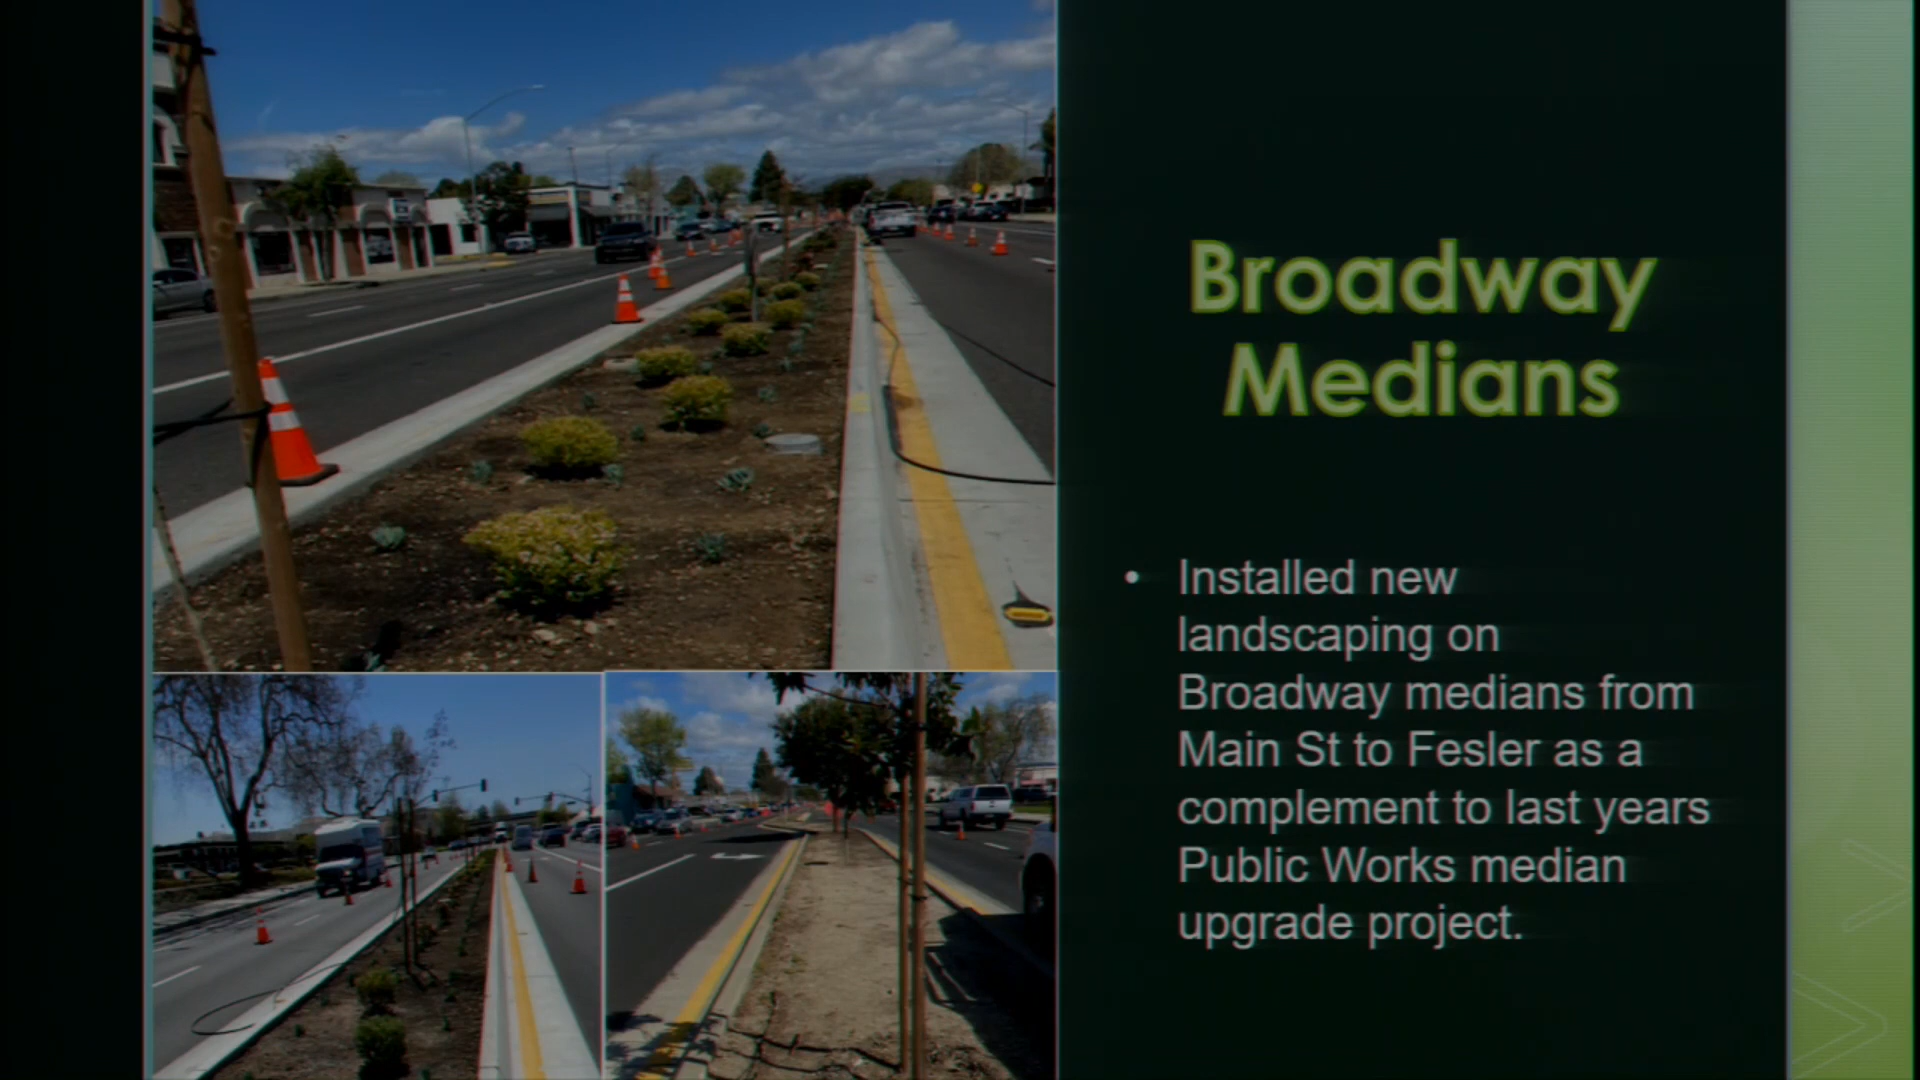 Broadway
Medians
• Installed new
landscaping on
Broadway medians from
Main St to Fesler as a
complement to last years
Public Works median
upgrade project.